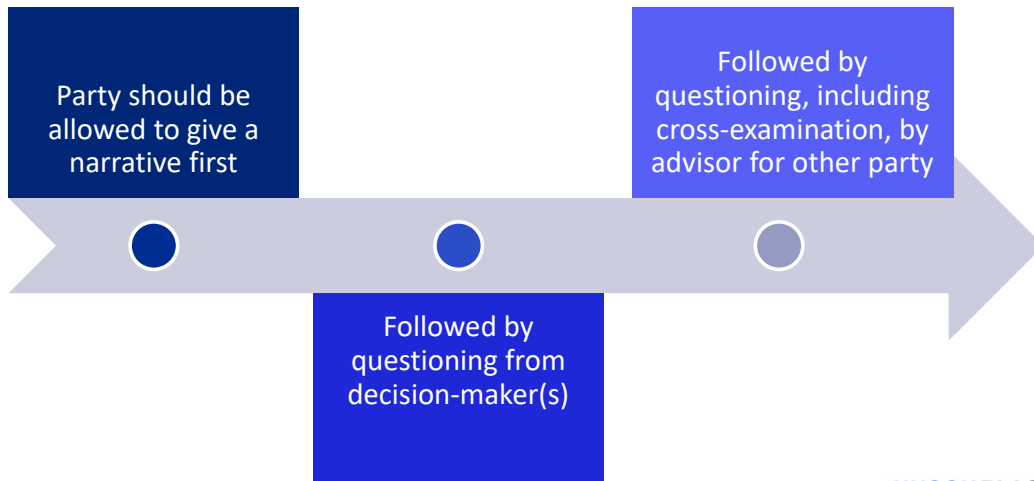 Party should be
allowed to give a
narrative first
Followed by
questioning from
decision-maker(s)
Followed by
questioning, including
cross-examination, by
advisor for other party